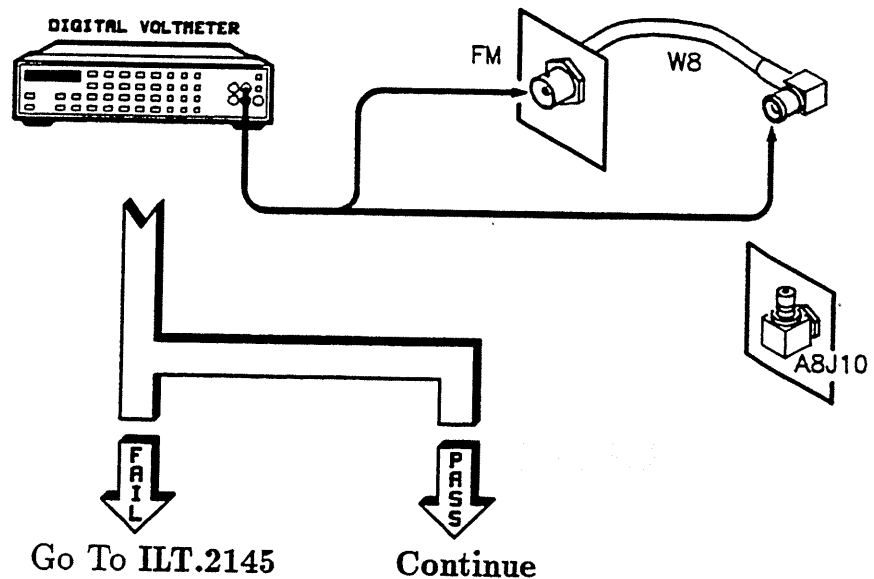 DIGITAL VOLTMETER
FM
W8
A8J10
FAIL
PASS
Go To ILT.2145
Continue